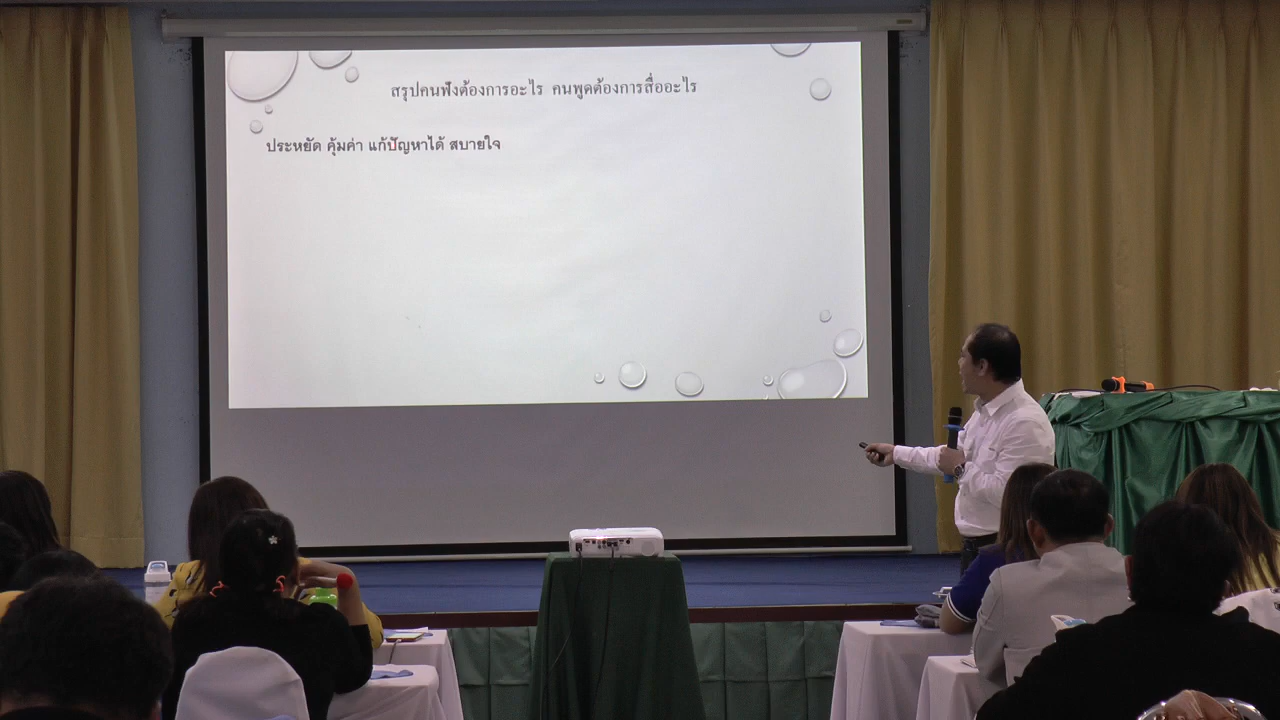 สรุปคนฟังต้องการอะไร คนพูดต้องการสื่ออะไร
ประหยัด คุ้มค่า แก้ปัญหาได้ สบายใจ